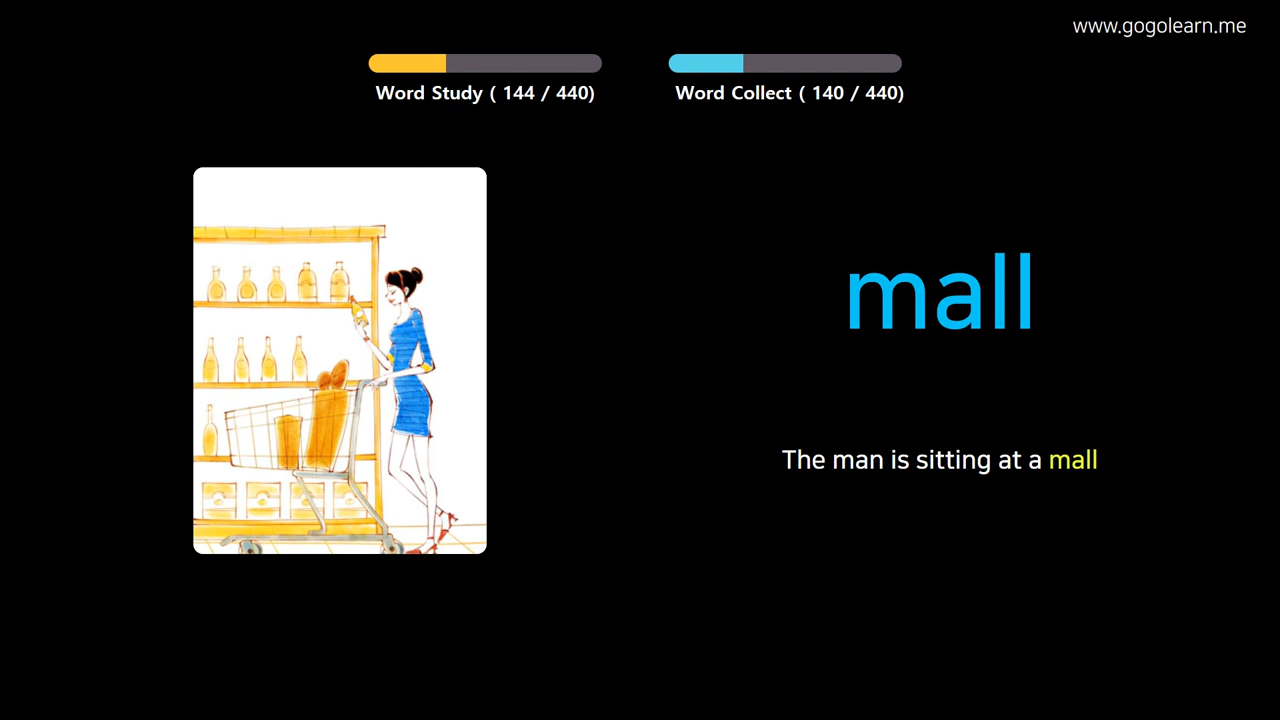 www.gogolearn.me
Word Study ( 144 / 440)
Word Collect ( 140 / 440)
mall
The man is sitting at a mall